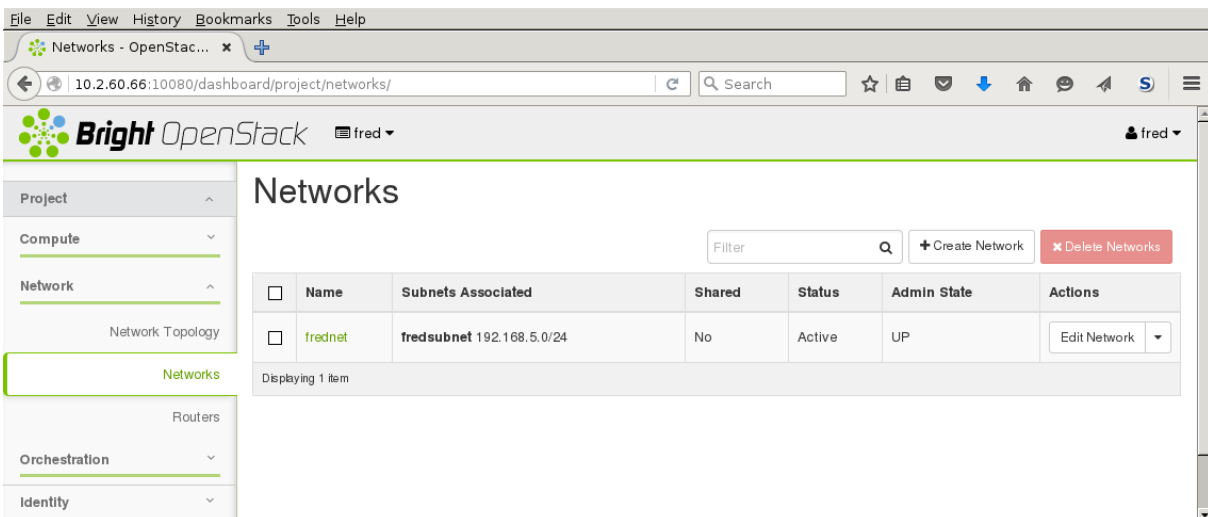 File Edit View History Bookmarks Tools Help
Networks - OpenStac...
10.2.60.66:10080/dashboard/project/networks/ Search S
Bright OpenStack fred fred
Project
Networks
Compute
Filter Create Network Delete Networks
Network
Name Subnets Associated Shared Status Admin State Actions
Network Topology
frednet fredsubnet 192.168.5.0/24 No Active UP Edit Network
Networks
Displaying 1 item
Routers
Orchestration
Identity